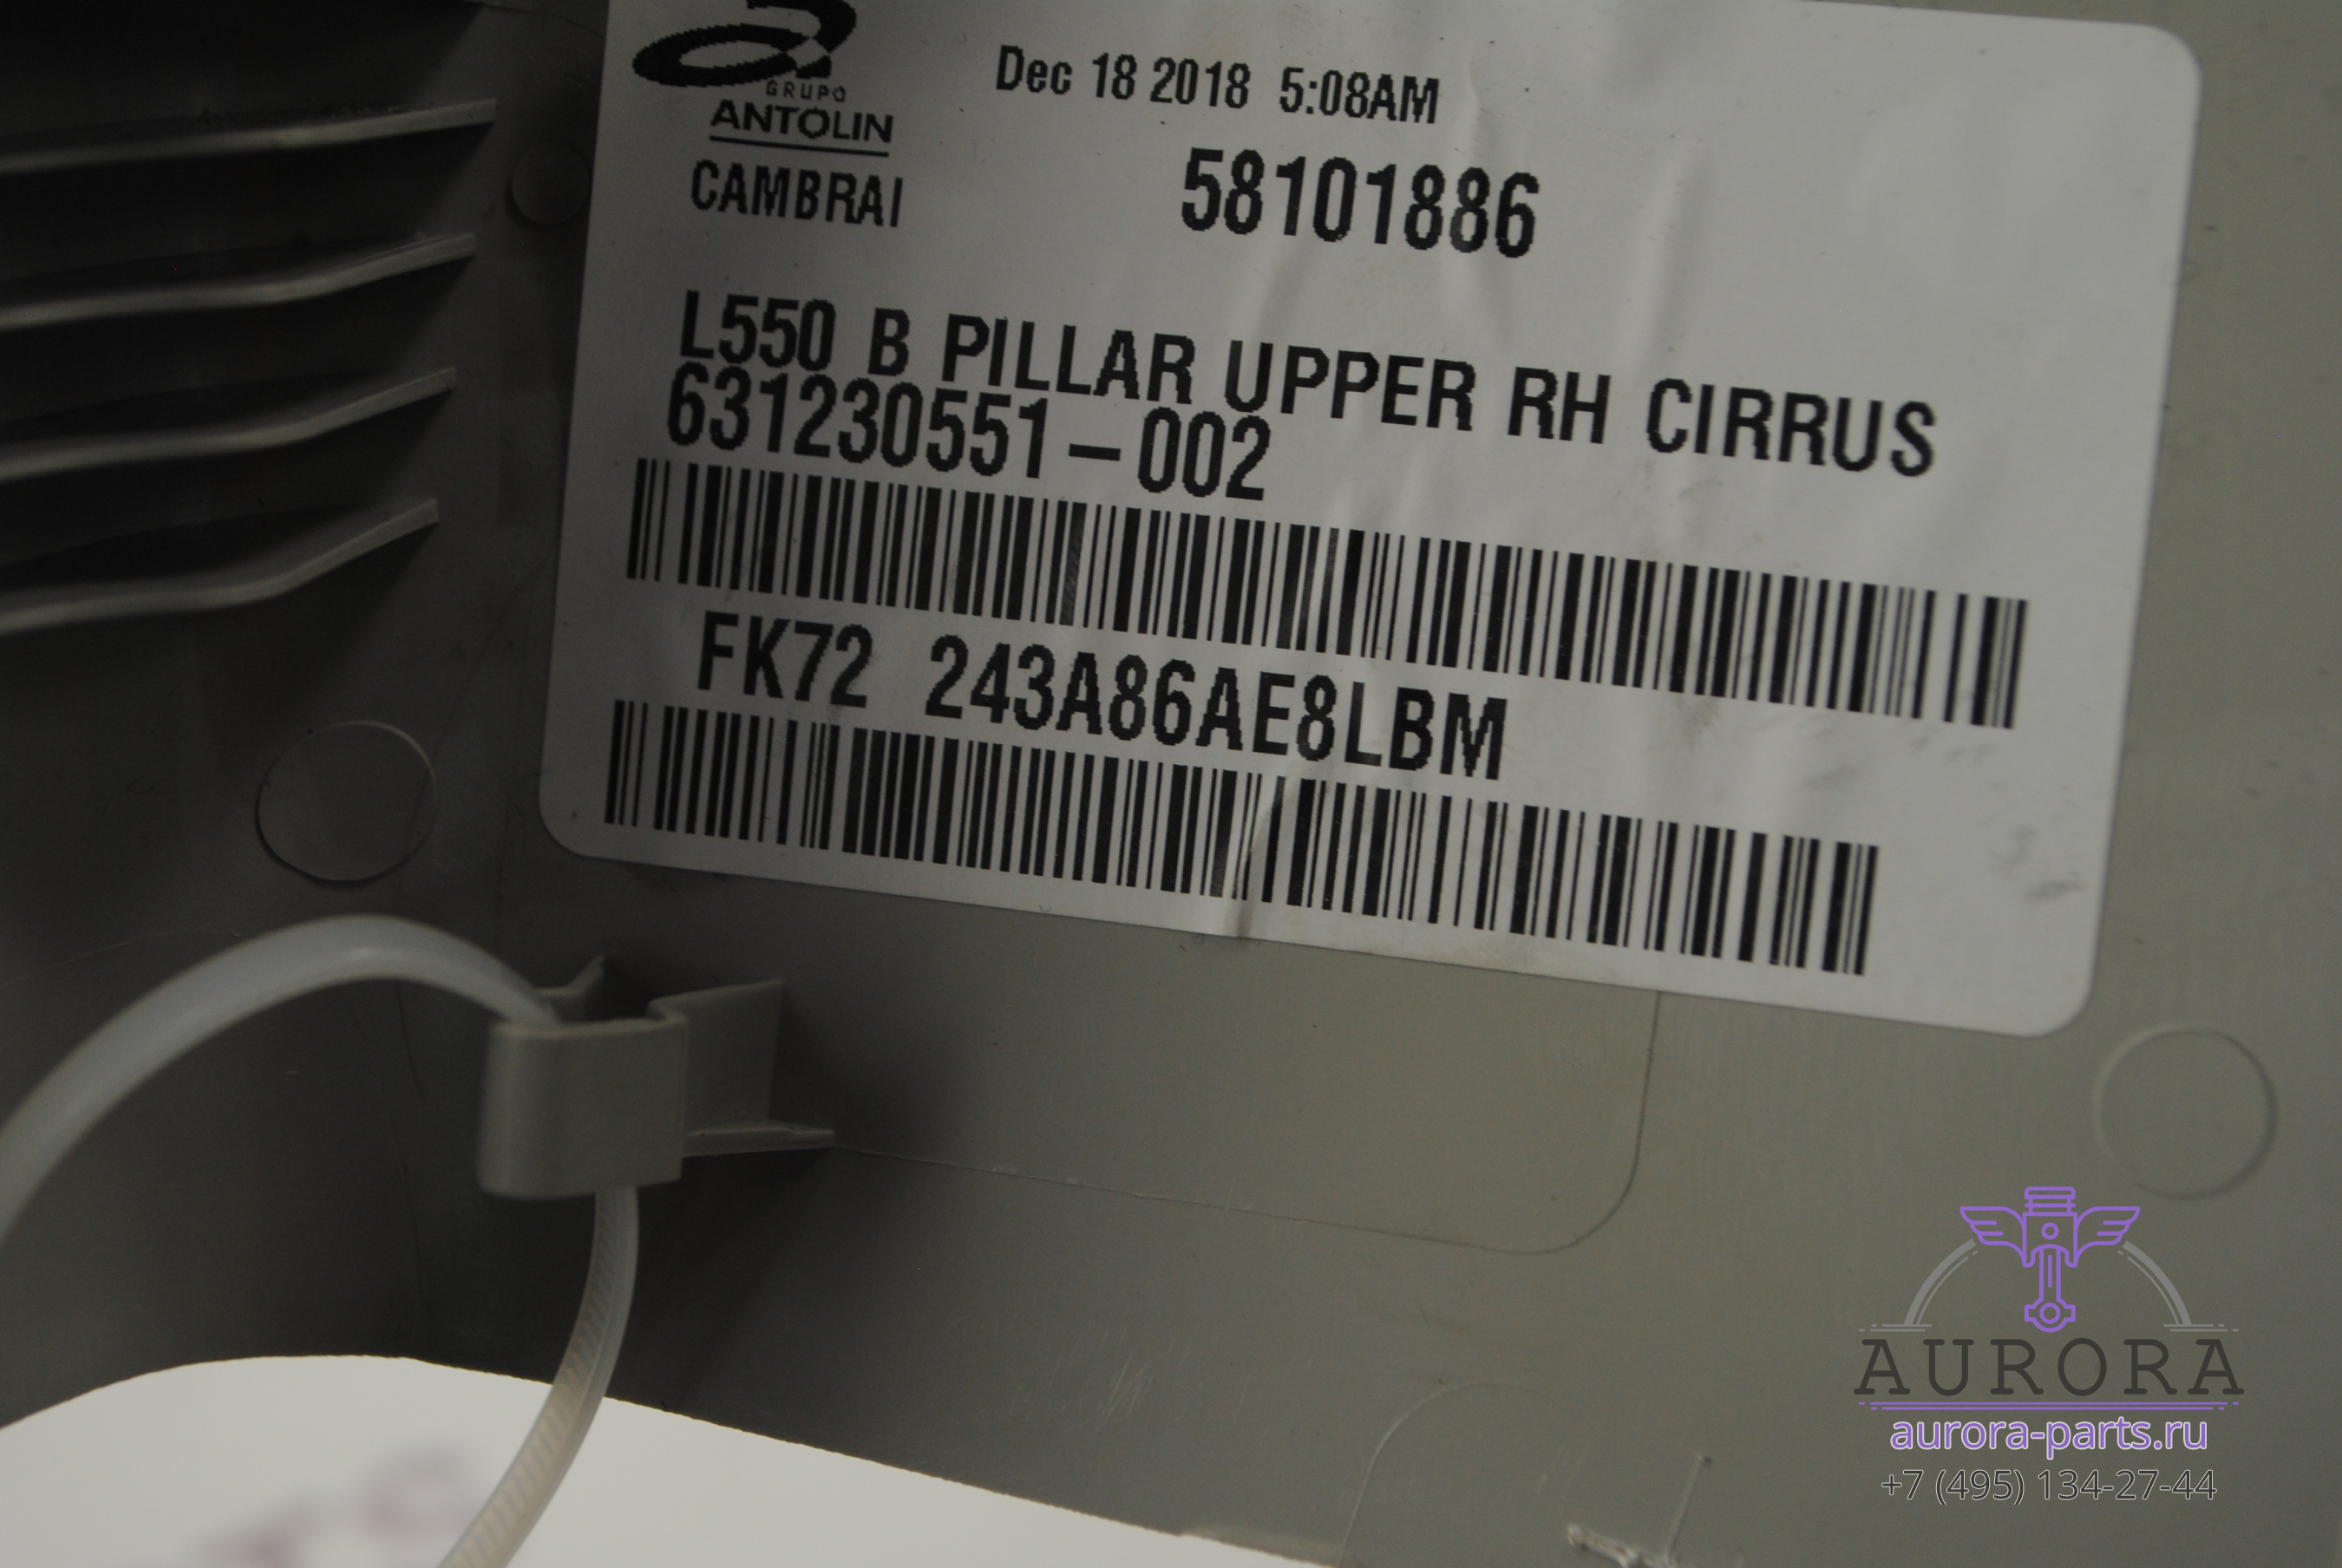 GRUPO
ANTOLIN
CAMBRAI
Dec 18 2018 5:08AM
58101886
L550 B PILLAR UPPER RH CIRRUS
631230551-002
FK72 243A86AE8LBM
AURORA
aurora-parts.ru
+7 (495) 134-27-44